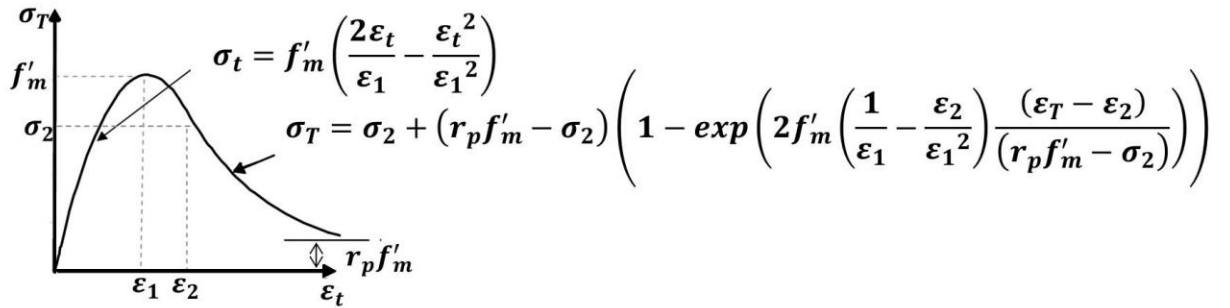 σ_T
σ_t = f′_m (2ε_t/ε_1 − ε_t²/ε_1²)
f′_m
σ_2
σ_T = σ_2 + (r_p f′_m − σ_2) (1 − exp (2f′_m (1/ε_1 − ε_2/ε_1²) (ε_T − ε_2)/(r_p f′_m − σ_2)))
r_p f′_m
ε_1 ε_2
ε_t